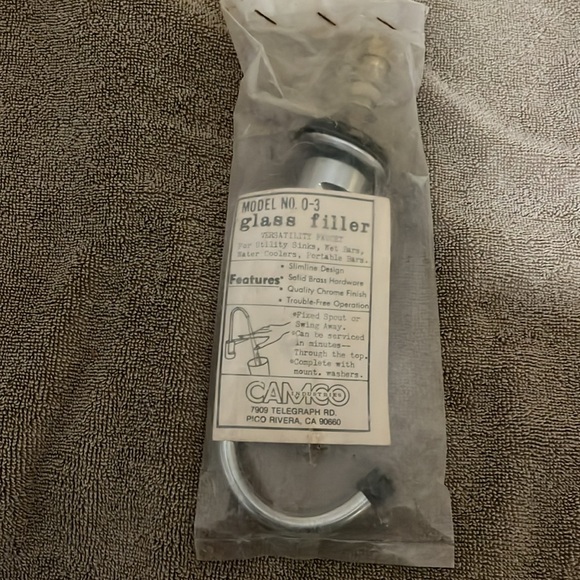 MODEL NO. 0-3
glass filler
VERSATILITY FAUCET
For Utility Sinks, Wet Bars,
Water Coolers, Portable Bars.
Features
• Slimline Design
• Solid Brass Hardware
• Quality Chrome Finish
• Trouble-Free Operation
*Fixed Spout or
Swing Away.
*Can be serviced
in minutes--
Through the top.
*Complete with
mount. washers.
CAMCO
INDUSTRIES
7909 TELEGRAPH RD.
PICO RIVERA, CA 90660